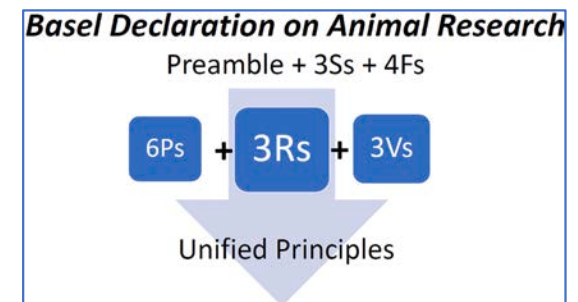 Basel Declaration on Animal Research
Preamble + 3Ss + 4Fs
6Ps + 3Rs + 3Vs
Unified Principles